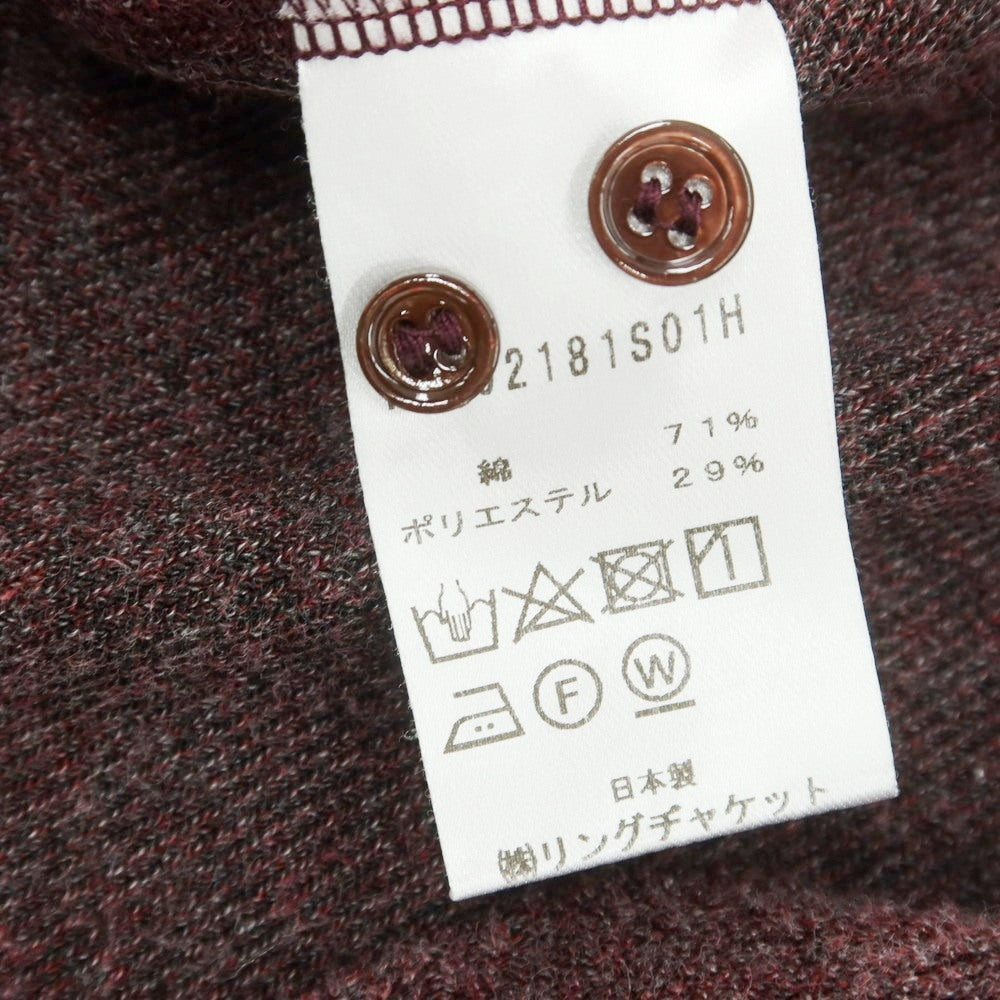 2181S01H
綿 71%
ポリエステル 29%
F W
日本製
㈱リングヂャケット